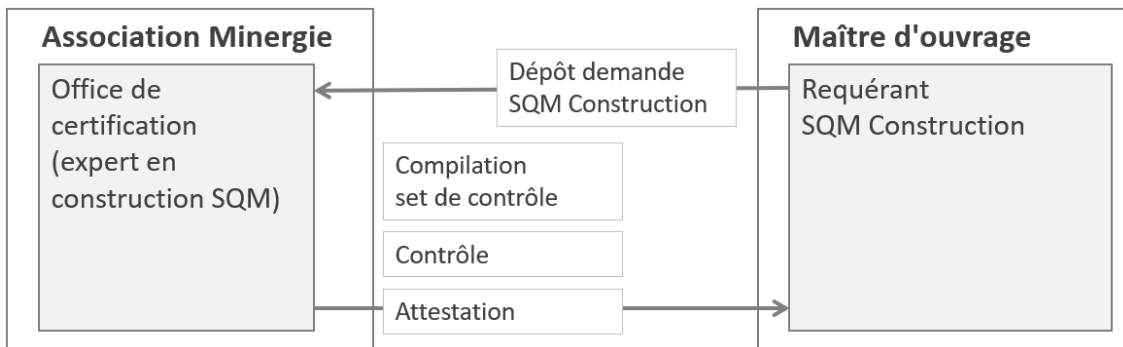 Association Minergie
Office de
certification
(expert en
construction SQM)
Dépôt demande
SQM Construction
Compilation
set de contrôle
Contrôle
Attestation
Maître d'ouvrage
Requérant
SQM Construction